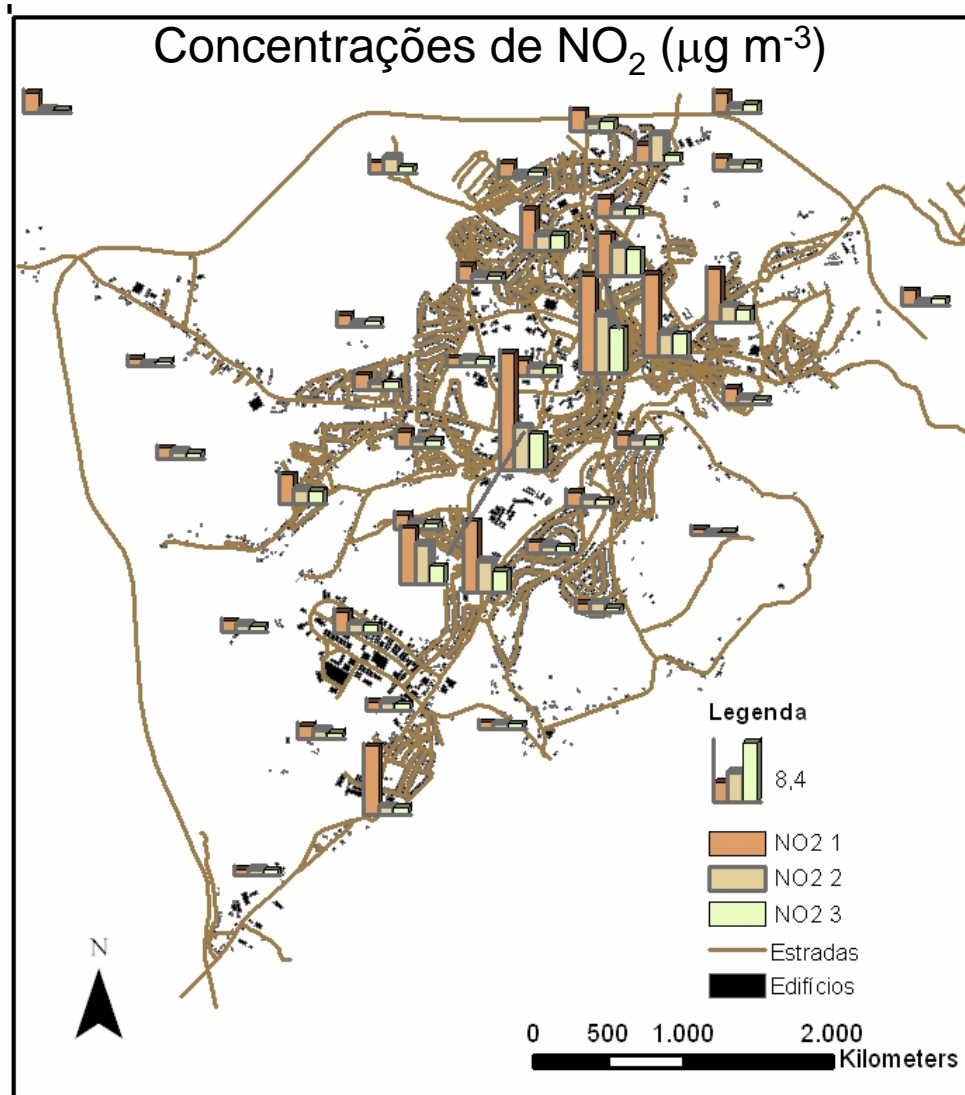 Concentrações de NO₂ (μg m⁻³)
Legenda
8,4
NO2 1
NO2 2
NO2 3
Estradas
Edifícios
N
0 500 1.000 2.000
Kilometers